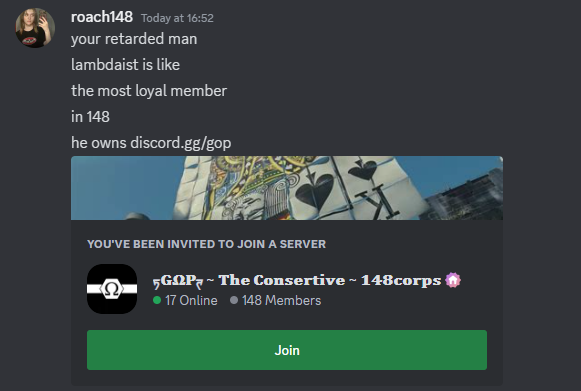 roach148 Today at 16:52
your retarded man
lambdaist is like
the most loyal member
in 148
he owns discord.gg/gop
K
YOU'VE BEEN INVITED TO JOIN A SERVER
Ω
╒GΩP╒ ~ The Consertive ~ 148corps
17 Online 148 Members
Join